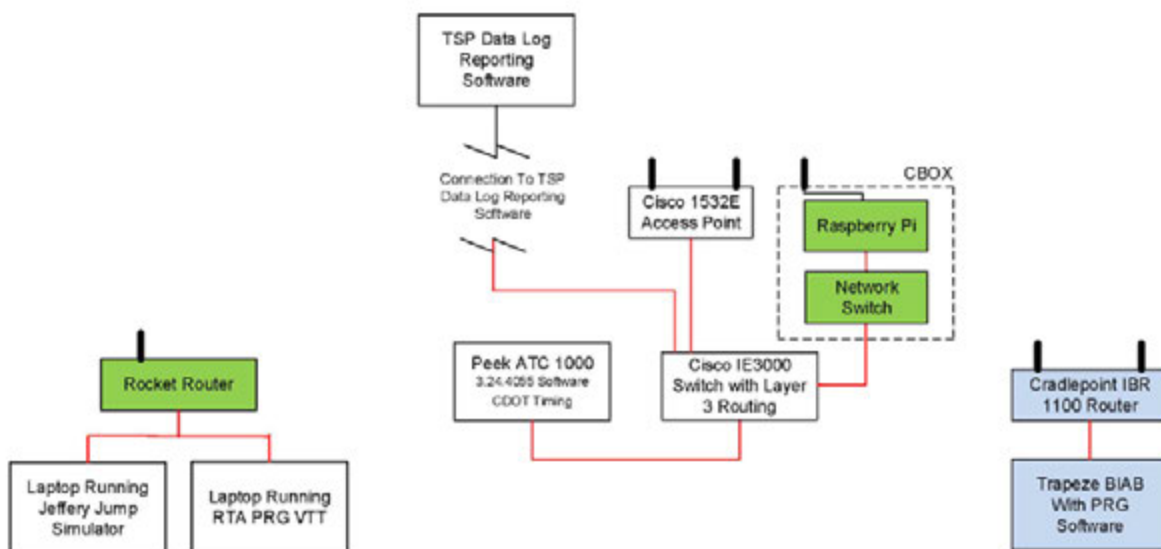 TSP Data Log
Reporting
Software
Connection To TSP
Data Log Reporting
Software
Cisco 1532E
Access Point
CBOX
Raspberry Pi
Network
Switch
Rocket Router
Laptop Running
Jeffery Jump
Simulator
Laptop Running
RTA PRG VTT
Peek ATC 1000
3.24.4055 Software
CDOT Timing
Cisco IE3000
Switch with Layer
3 Routing
Cradlepoint IBR
1100 Router
Trapeze BIAB
With PRG
Software